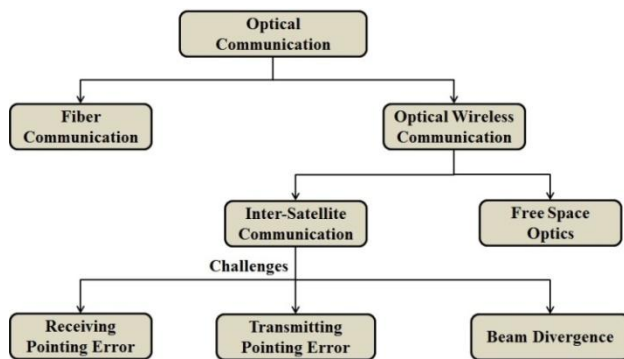 Optical
Communication
Fiber
Communication
Optical Wireless
Communication
Inter-Satellite
Communication
Free Space
Optics
Challenges
Receiving
Pointing Error
Transmitting
Pointing Error
Beam Divergence